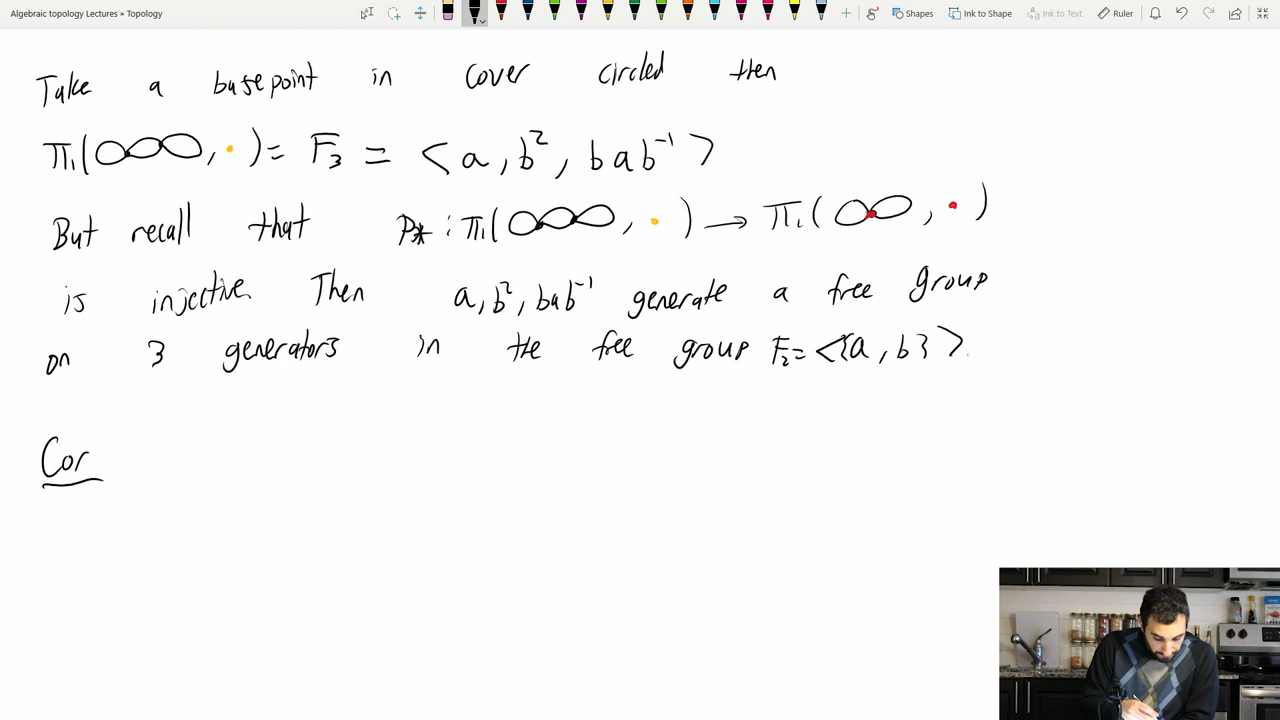 Algebraic topology Lectures » Topology
Shapes Ink to Shape Ink to Text Ruler
Take a basepoint in cover circled then
π₁( , · ) = F₃ = <a, b², bab⁻¹>
But recall that P* : π₁( , · ) → π₁( , · )
is injective. Then a, b², bab⁻¹ generate a free group
on 3 generators in the free group F₂ = <{a, b}>.
Cor